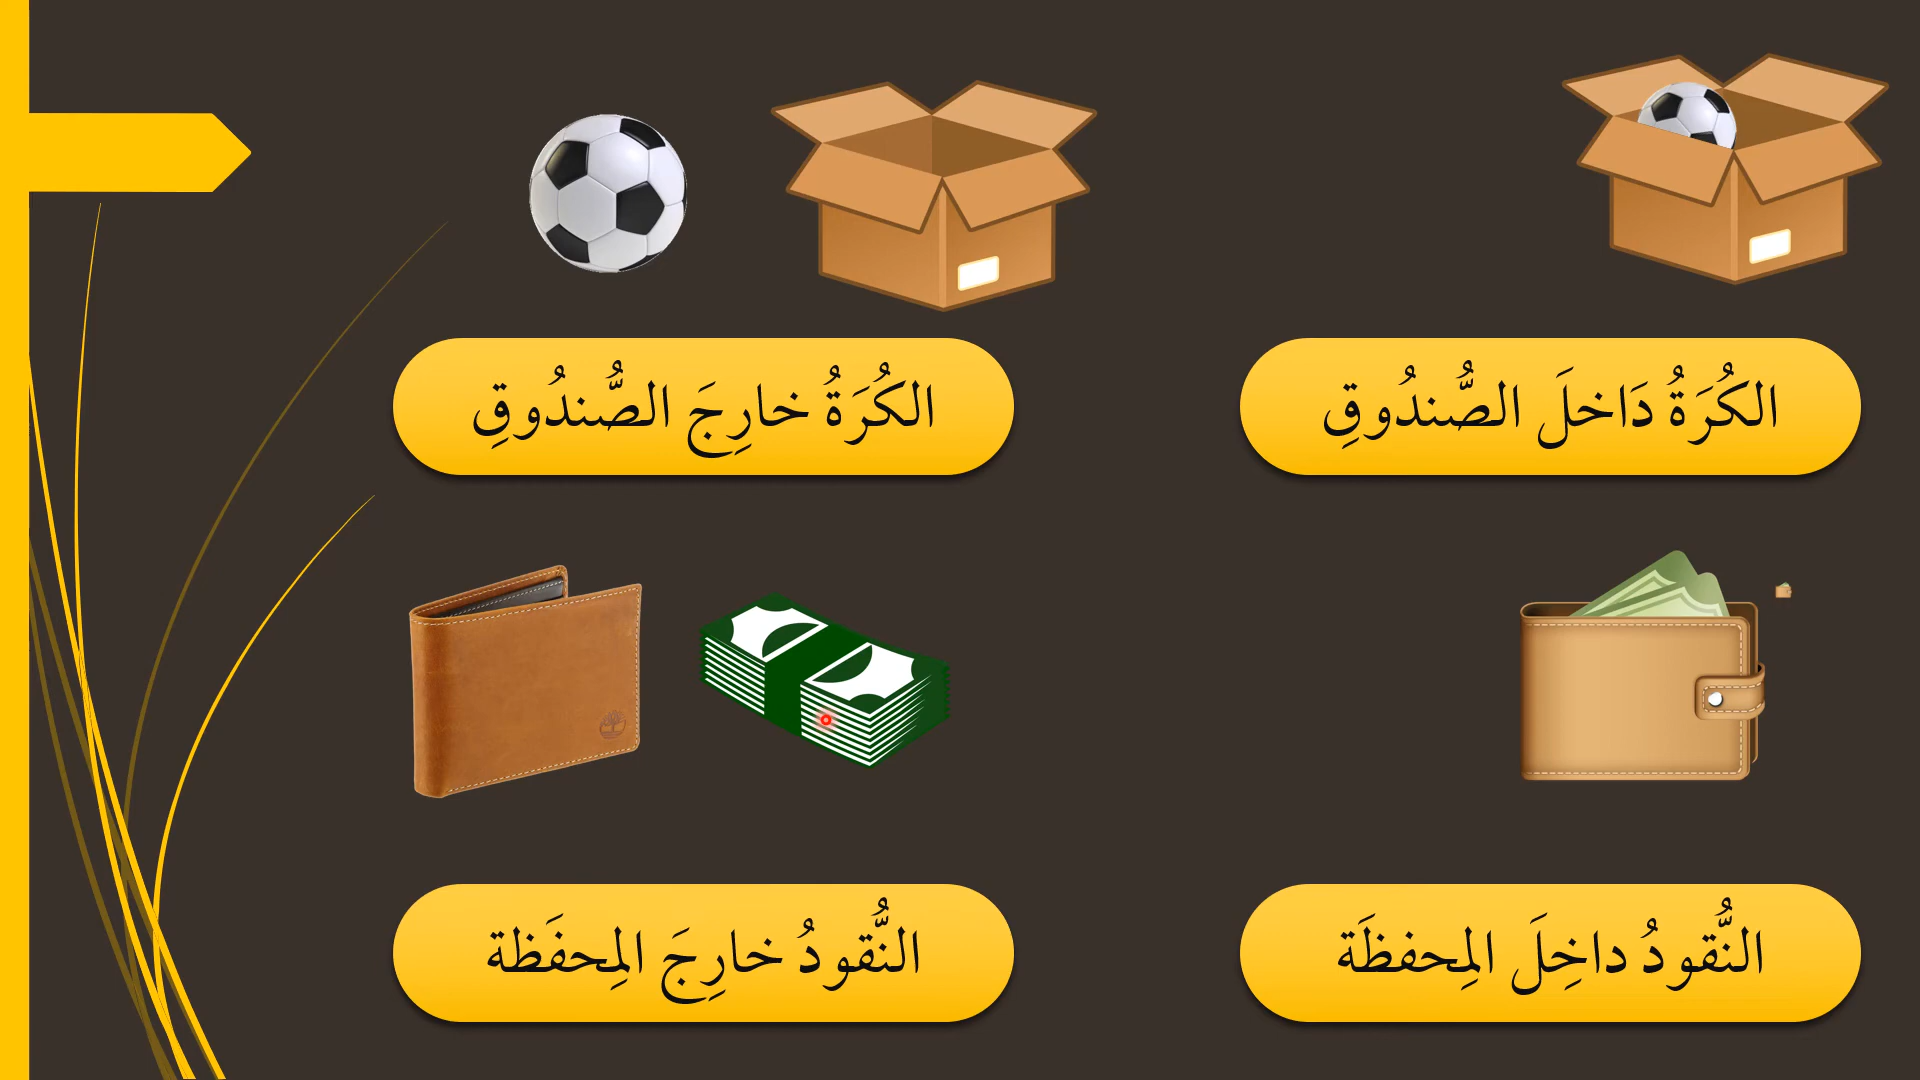 الكُرَةُ دَاخلَ الصُّندُوقِ
الكُرَةُ خارِجَ الصُّندُوقِ
النُّقودُ داخِلَ المِحفظَة
النُّقودُ خارِجَ المِحفَظة